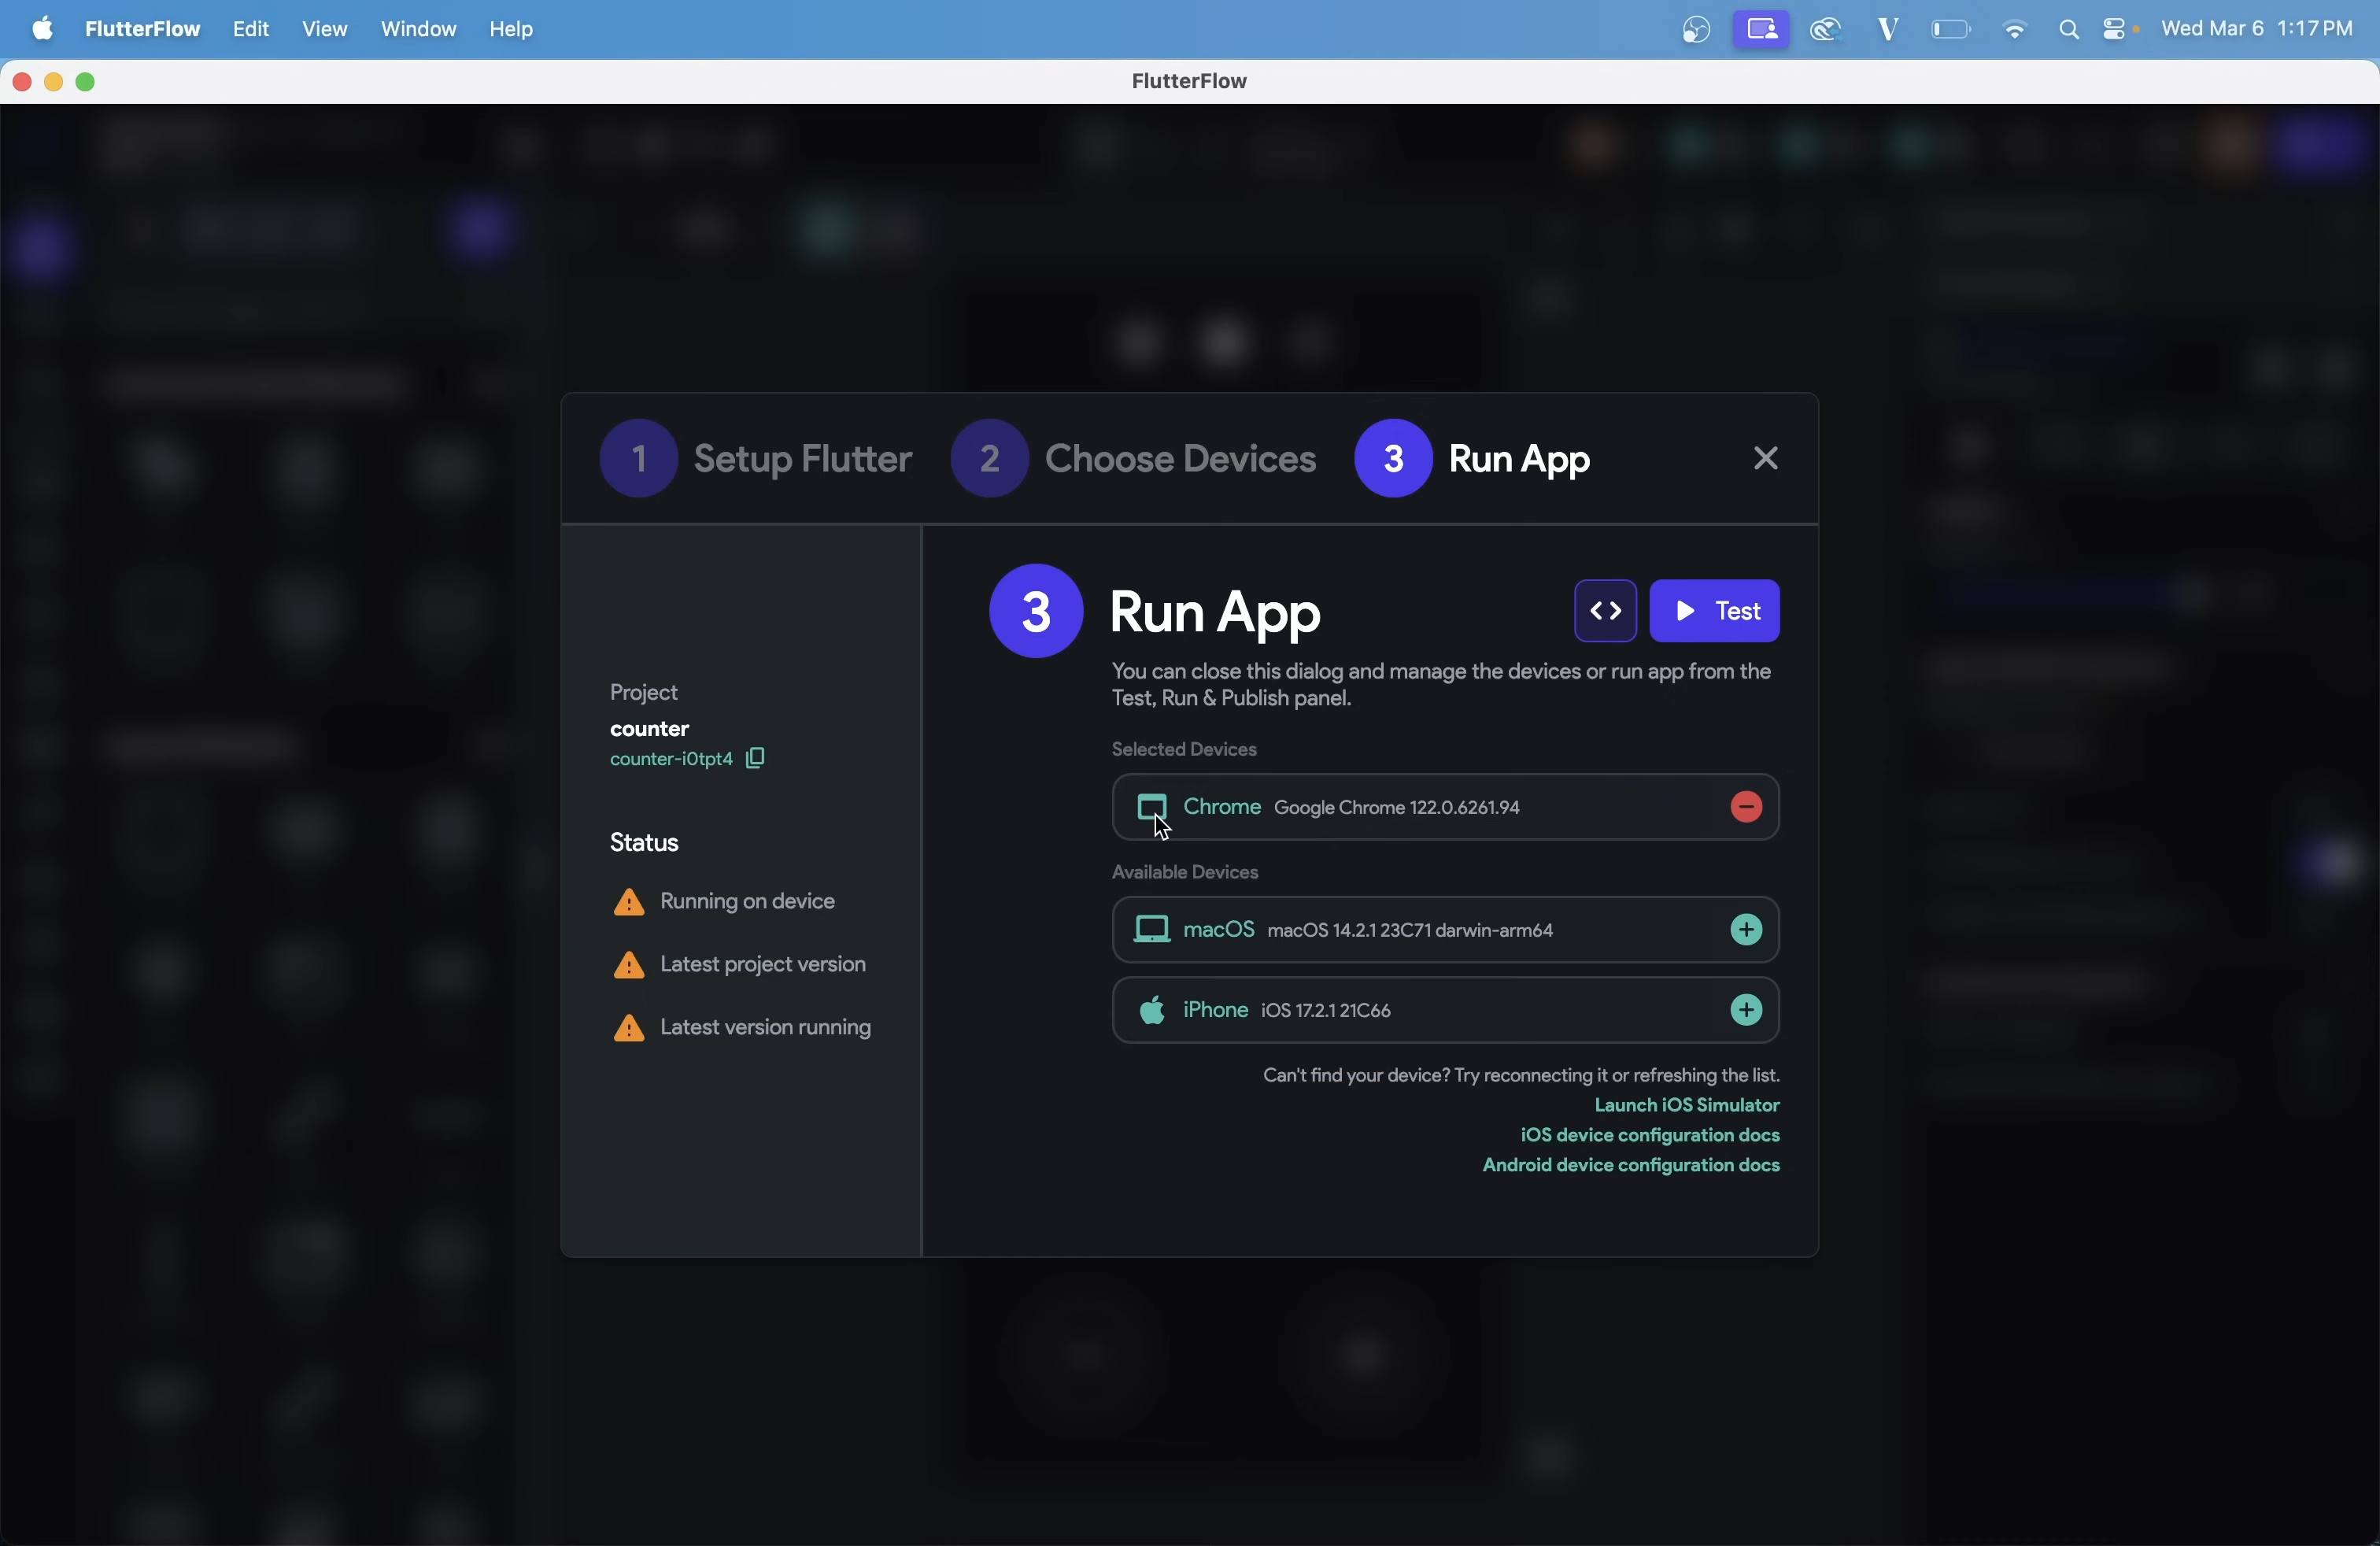 FlutterFlow Edit View Window Help Wed Mar 6 1:17 PM
FlutterFlow
1 Setup Flutter 2 Choose Devices 3 Run App
3 Run App <> Test
You can close this dialog and manage the devices or run app from the
Test, Run & Publish panel.
Project
counter
counter-i0tpt4
Status
Running on device
Latest project version
Latest version running
Selected Devices
Chrome Google Chrome 122.0.6261.94
Available Devices
macOS macOS 14.2.1 23C71 darwin-arm64
iPhone iOS 17.2.1 21C66
Can't find your device? Try reconnecting it or refreshing the list.
Launch iOS Simulator
iOS device configuration docs
Android device configuration docs